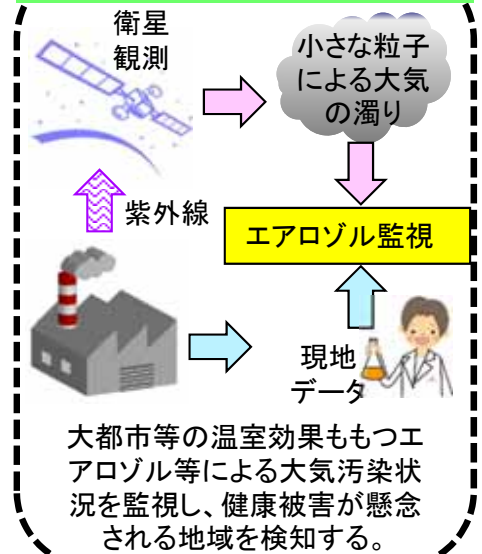 衛星
観測
小さな粒子
による大気
の濁り
紫外線
エアロゾル監視
現地
データ
大都市等の温室効果ももつエ
アロゾル等による大気汚染状
況を監視し、健康被害が懸念
される地域を検知する。